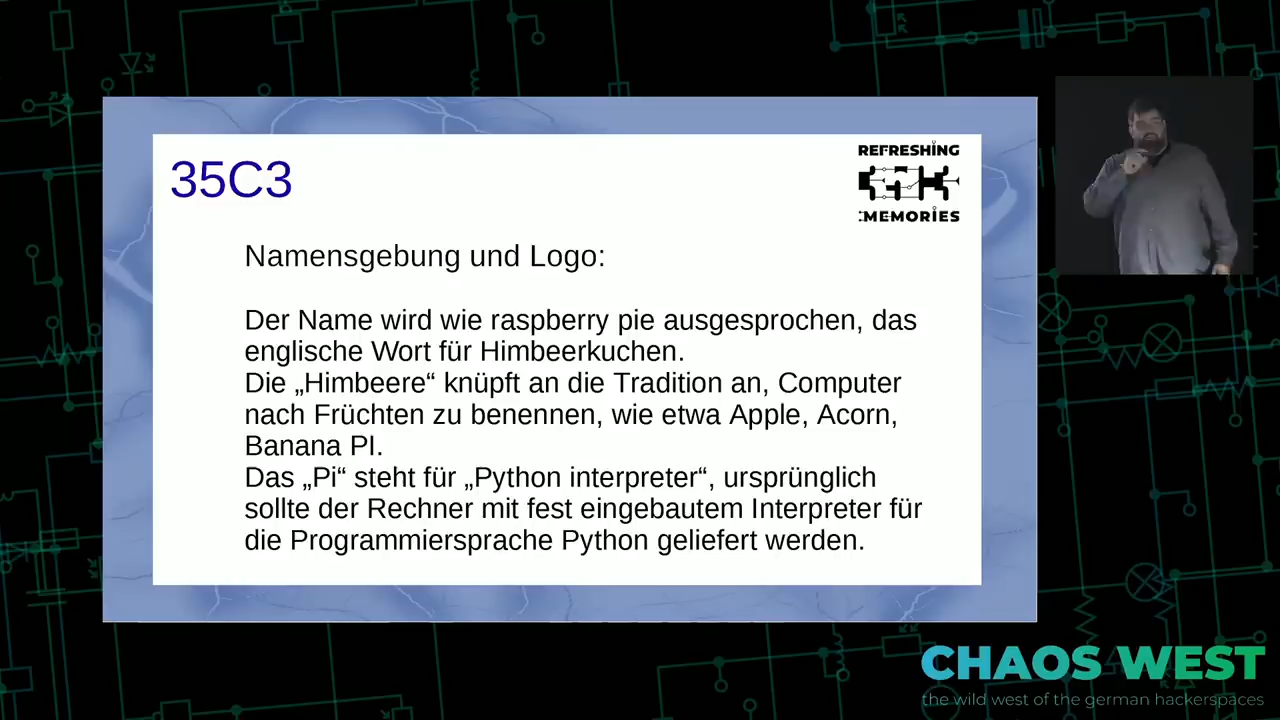 35C3
REFRESHING
:MEMORIES
Namensgebung und Logo:
Der Name wird wie raspberry pie ausgesprochen, das
englische Wort für Himbeerkuchen.
Die „Himbeere“ knüpft an die Tradition an, Computer
nach Früchten zu benennen, wie etwa Apple, Acorn,
Banana PI.
Das „Pi“ steht für „Python interpreter“, ursprünglich
sollte der Rechner mit fest eingebautem Interpreter für
die Programmiersprache Python geliefert werden.
CHAOS WEST
the wild west of the german hackerspaces